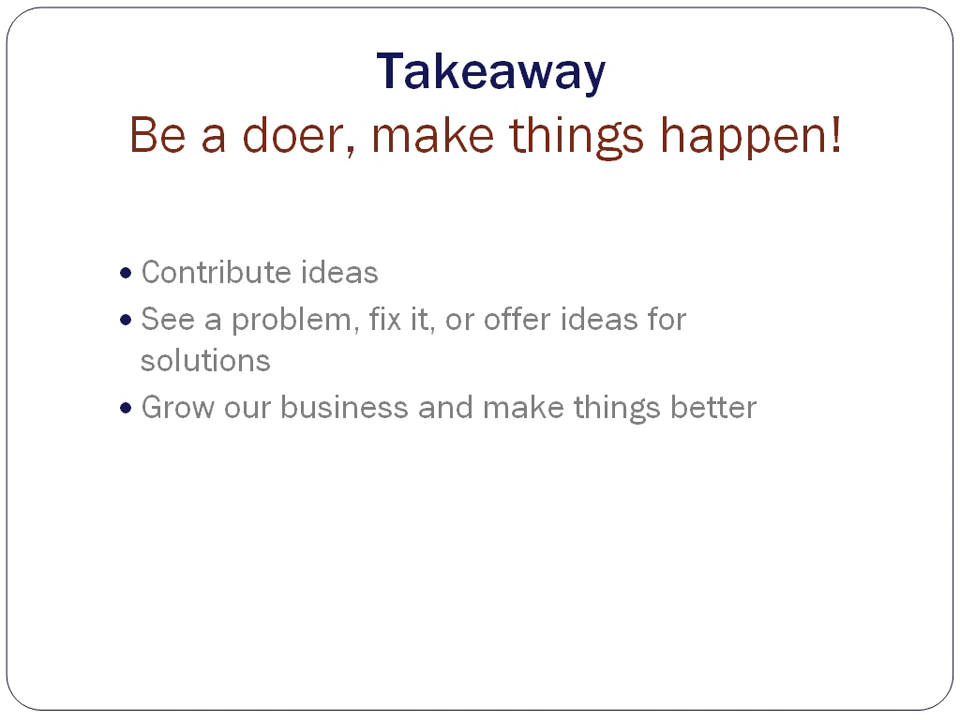 Takeaway
Be a doer, make things happen!
• Contribute ideas
• See a problem, fix it, or offer ideas for
solutions
• Grow our business and make things better